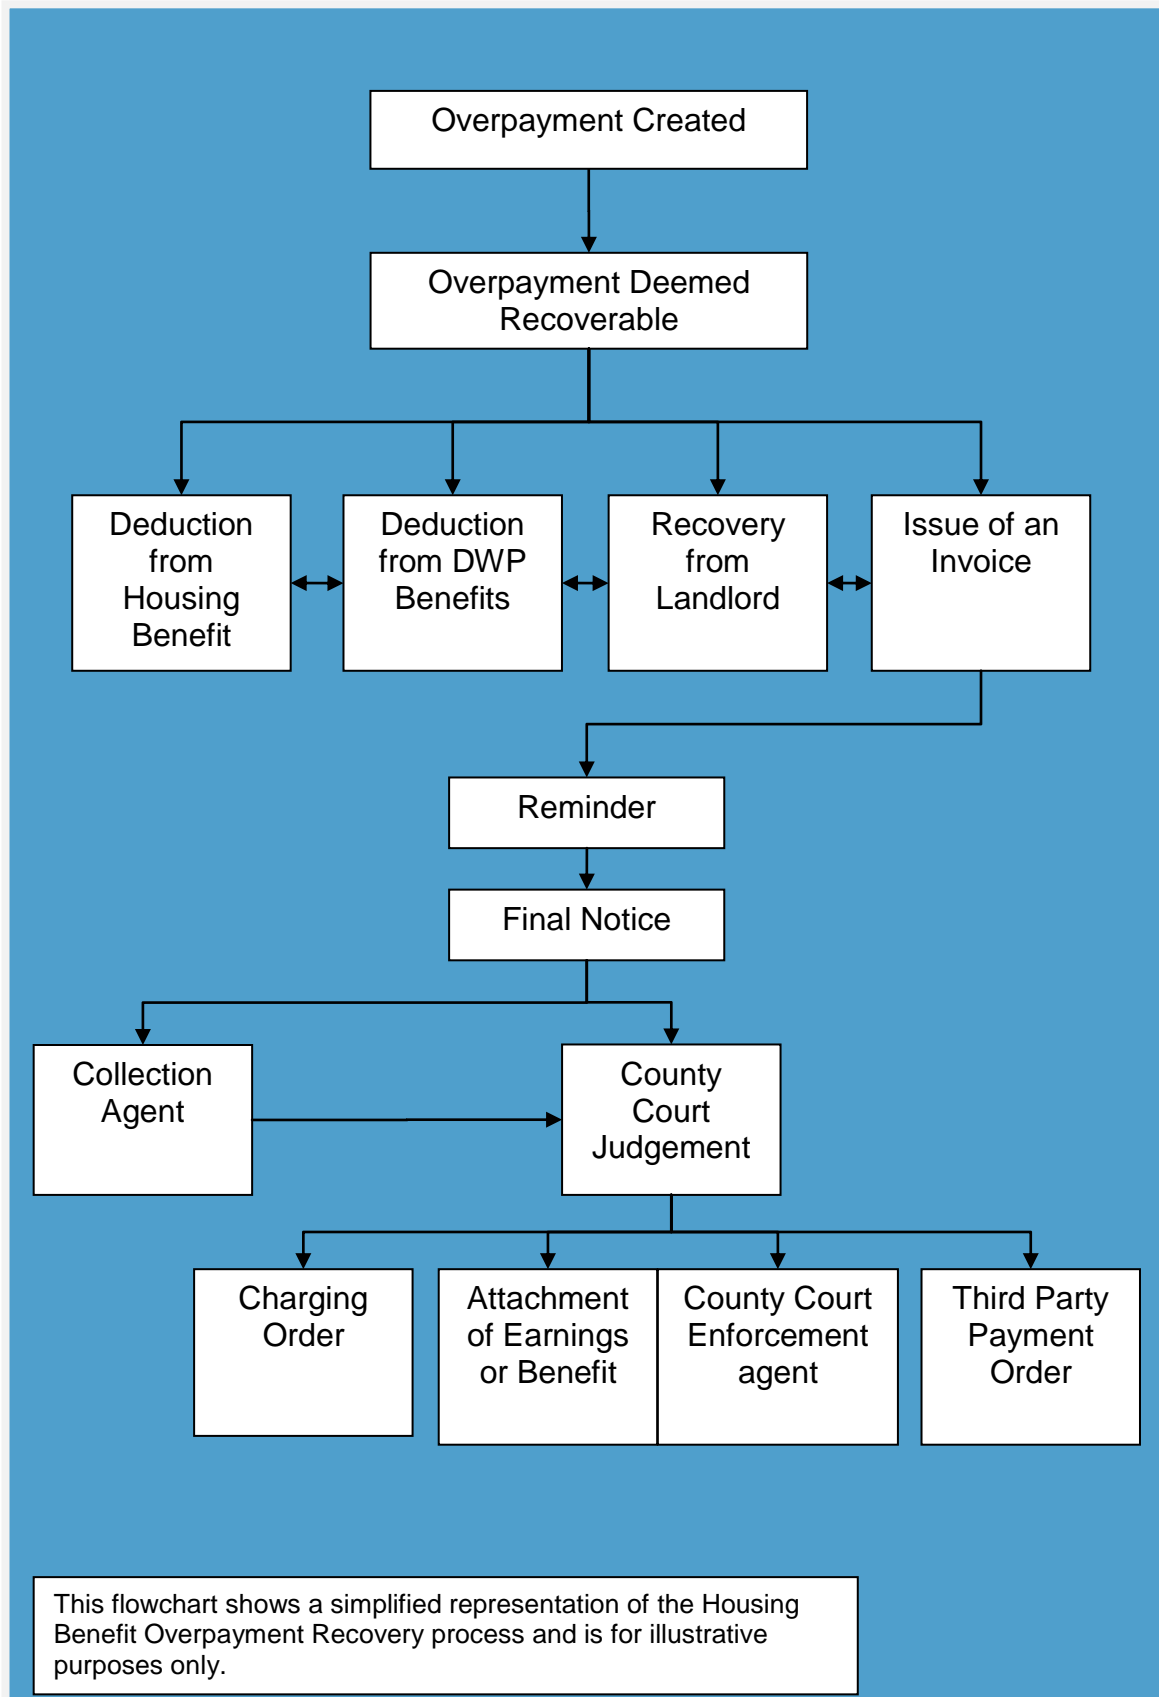 Overpayment Created
Overpayment Deemed
Recoverable
Deduction
from
Housing
Benefit
Deduction
from DWP
Benefits
Recovery
from
Landlord
Issue of an
Invoice
Reminder
Final Notice
Collection
Agent
County
Court
Judgement
Charging
Order
Attachment
of Earnings
or Benefit
County Court
Enforcement
agent
Third Party
Payment
Order
This flowchart shows a simplified representation of the Housing
Benefit Overpayment Recovery process and is for illustrative
purposes only.